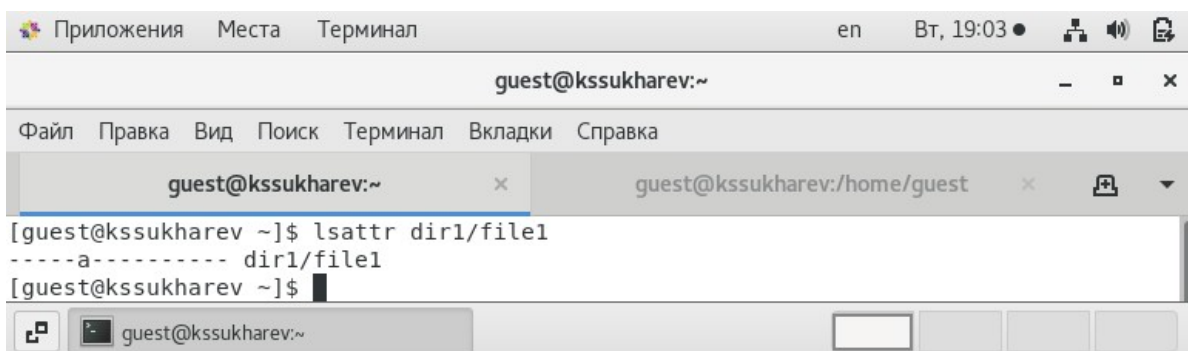 Приложения Места Терминал en Вт, 19:03
guest@kssukharev:~
Файл Правка Вид Поиск Терминал Вкладки Справка
guest@kssukharev:~ guest@kssukharev:/home/guest
[guest@kssukharev ~]$ lsattr dir1/file1
-----a---------- dir1/file1
[guest@kssukharev ~]$
guest@kssukharev:~